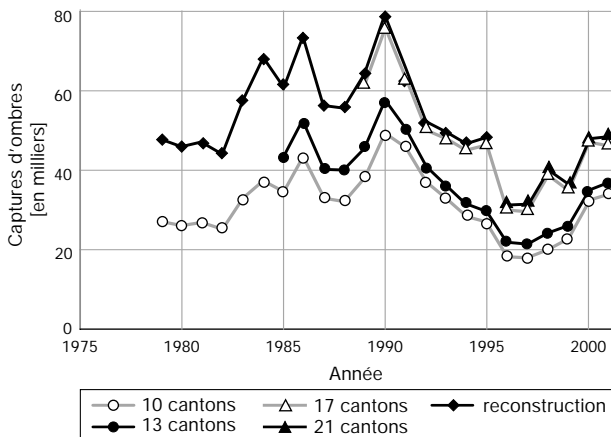 80
60
40
20
0
Captures d'ombres
[en milliers]
1975 1980 1985 1990 1995 2000
Année
10 cantons 17 cantons reconstruction
13 cantons 21 cantons